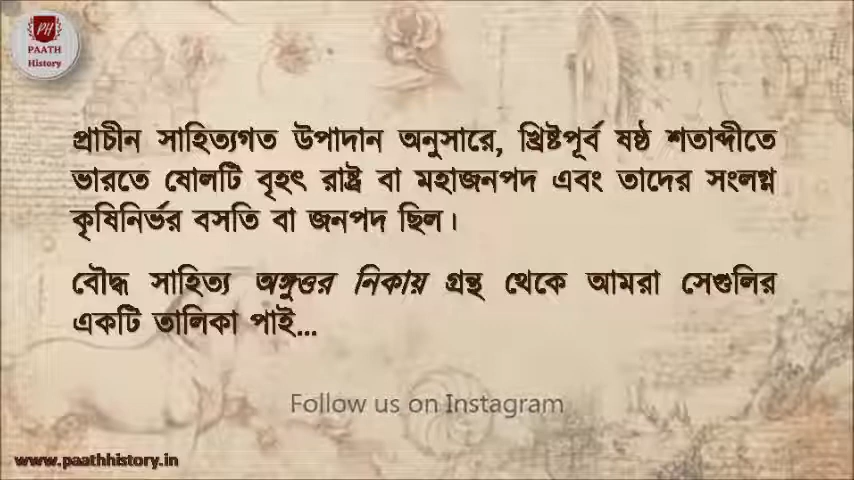 PH
PAATH
History
প্রাচীন সাহিত্যগত উপাদান অনুসারে, খ্রিষ্টপূর্ব ষষ্ঠ শতাব্দীতে
ভারতে ষোলটি বৃহৎ রাষ্ট্র বা মহাজনপদ এবং তাদের সংলগ্ন
কৃষিনির্ভর বসতি বা জনপদ ছিল।
বৌদ্ধ সাহিত্য অঙ্গুত্তর নিকায় গ্রন্থ থেকে আমরা সেগুলির
একটি তালিকা পাই...
Follow us on Instagram
www.paathhistory.in